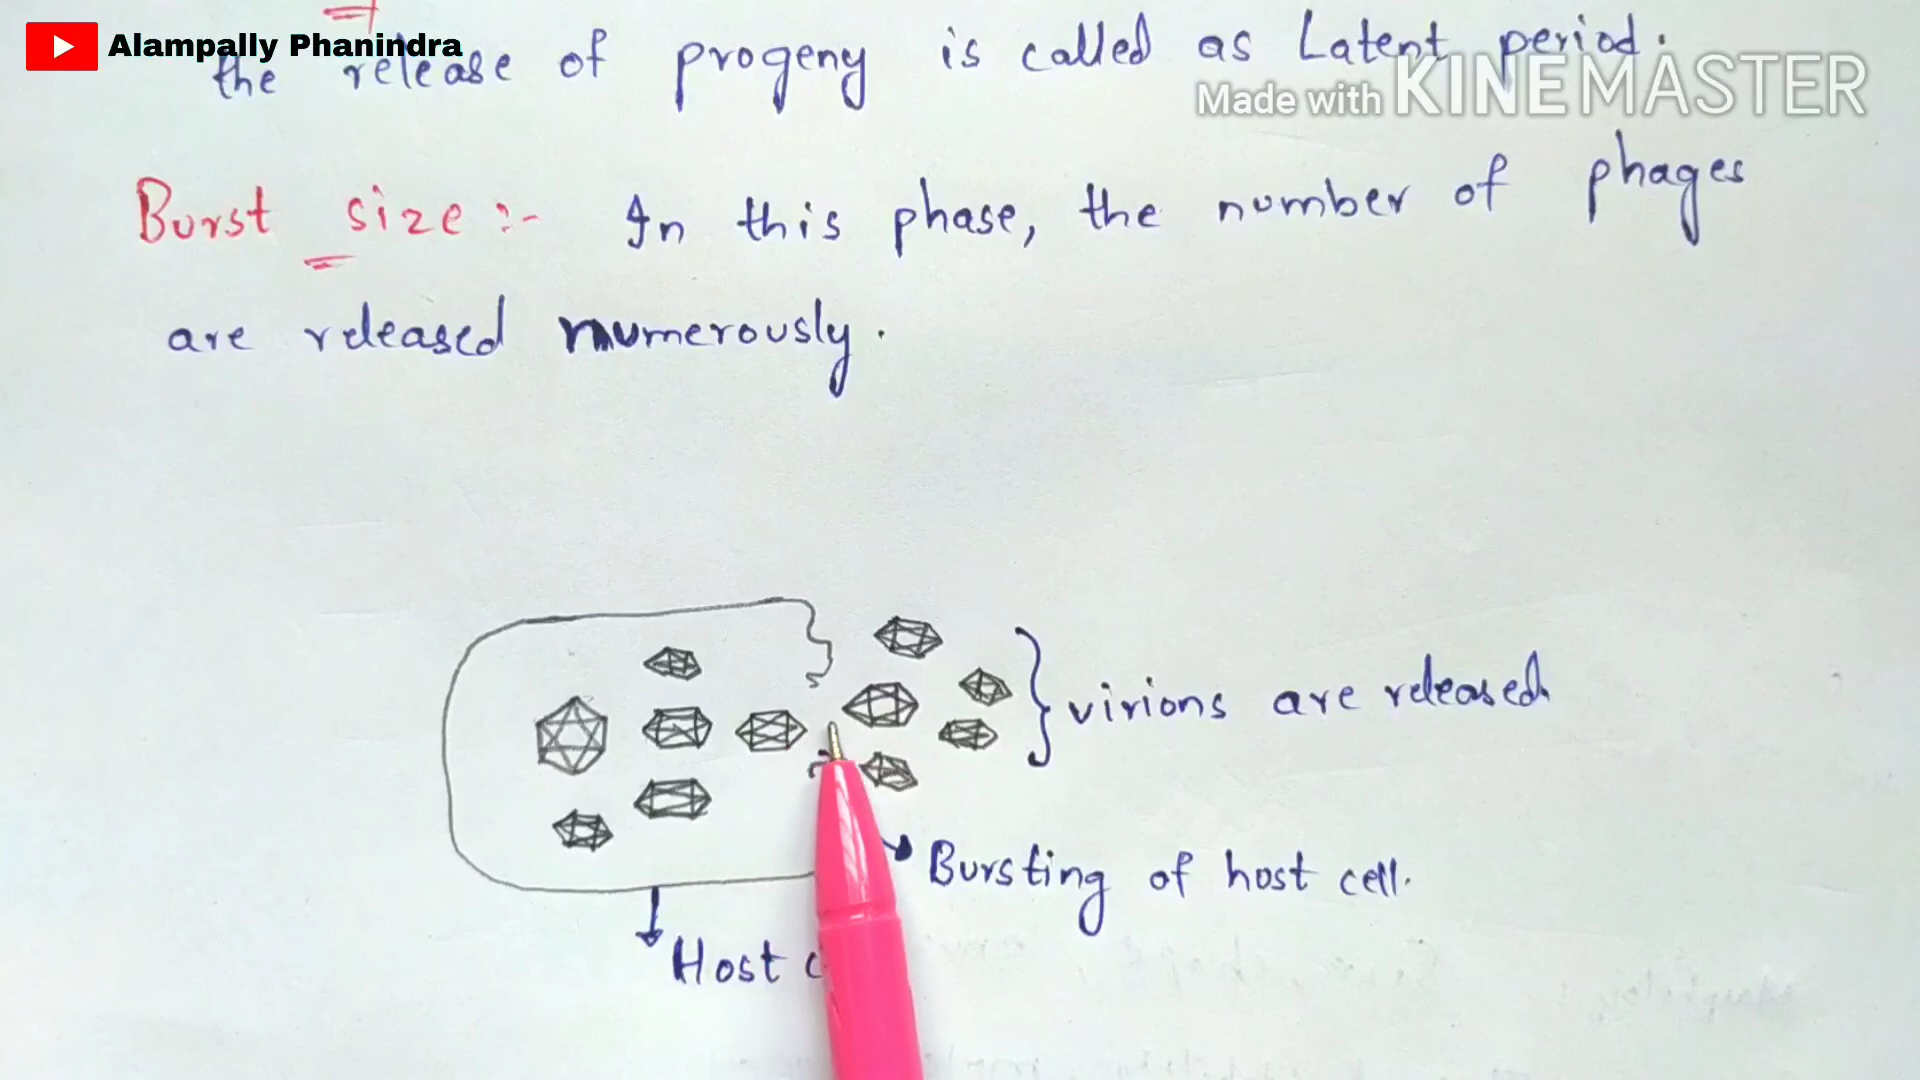 Alampally Phanindra
the release of progeny is called as Latent period.
Made with KINEMASTER
Burst size :- In this phase, the number of phages
are released numerously.
virions are released
Bursting of host cell.
Host c